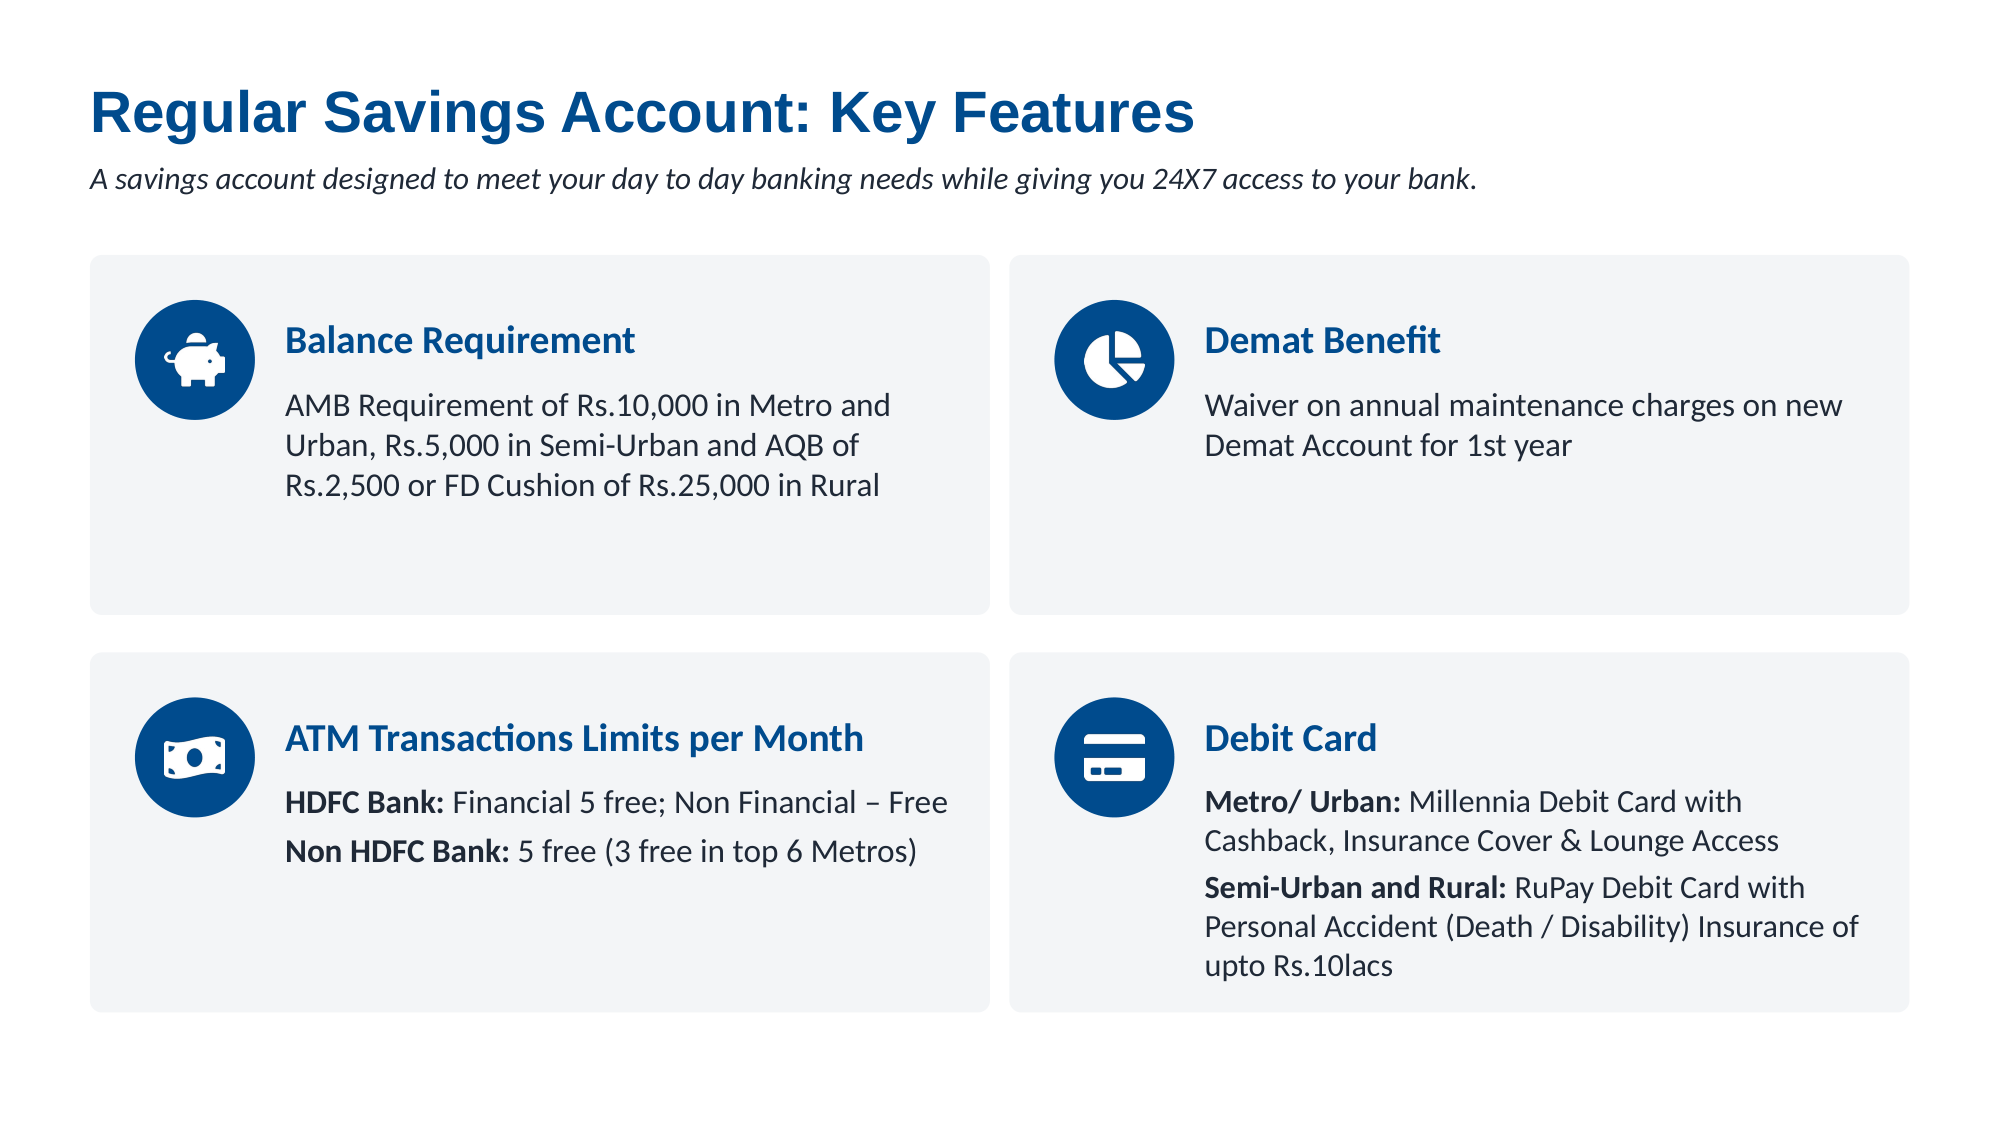 Regular Savings Account: Key Features
A savings account designed to meet your day to day banking needs while giving you 24X7 access to your bank.
Balance Requirement
AMB Requirement of Rs.10,000 in Metro and
Urban, Rs.5,000 in Semi-Urban and AQB of
Rs.2,500 or FD Cushion of Rs.25,000 in Rural
Demat Benefit
Waiver on annual maintenance charges on new
Demat Account for 1st year
ATM Transactions Limits per Month
HDFC Bank: Financial 5 free; Non Financial – Free
Non HDFC Bank: 5 free (3 free in top 6 Metros)
Debit Card
Metro/ Urban: Millennia Debit Card with
Cashback, Insurance Cover & Lounge Access
Semi-Urban and Rural: RuPay Debit Card with
Personal Accident (Death / Disability) Insurance of
upto Rs.10lacs